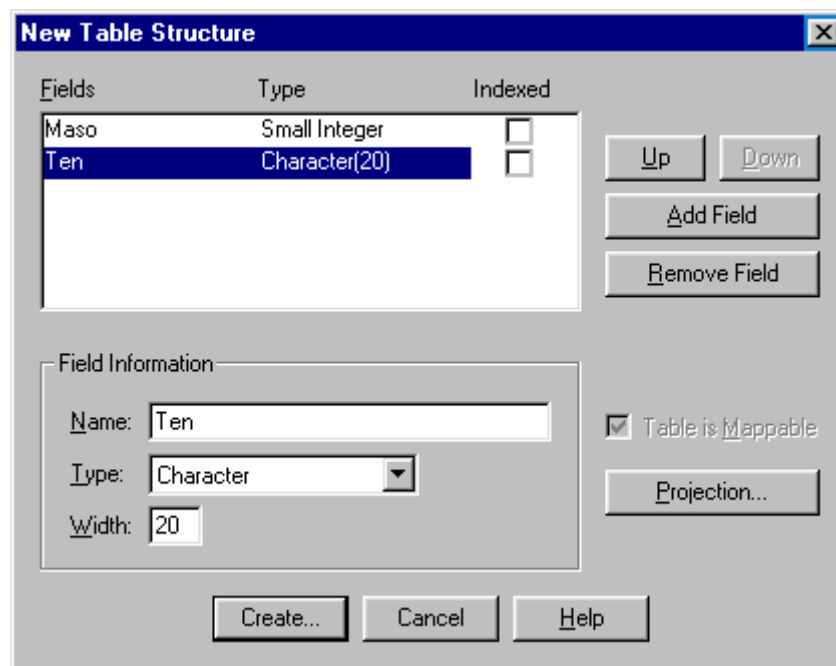 New Table Structure
Fields Type Indexed
Maso Small Integer
Ten Character(20)
Up Down
Add Field
Remove Field
Field Information
Name: Ten
Type: Character
Width: 20
Table is Mappable
Projection...
Create... Cancel Help